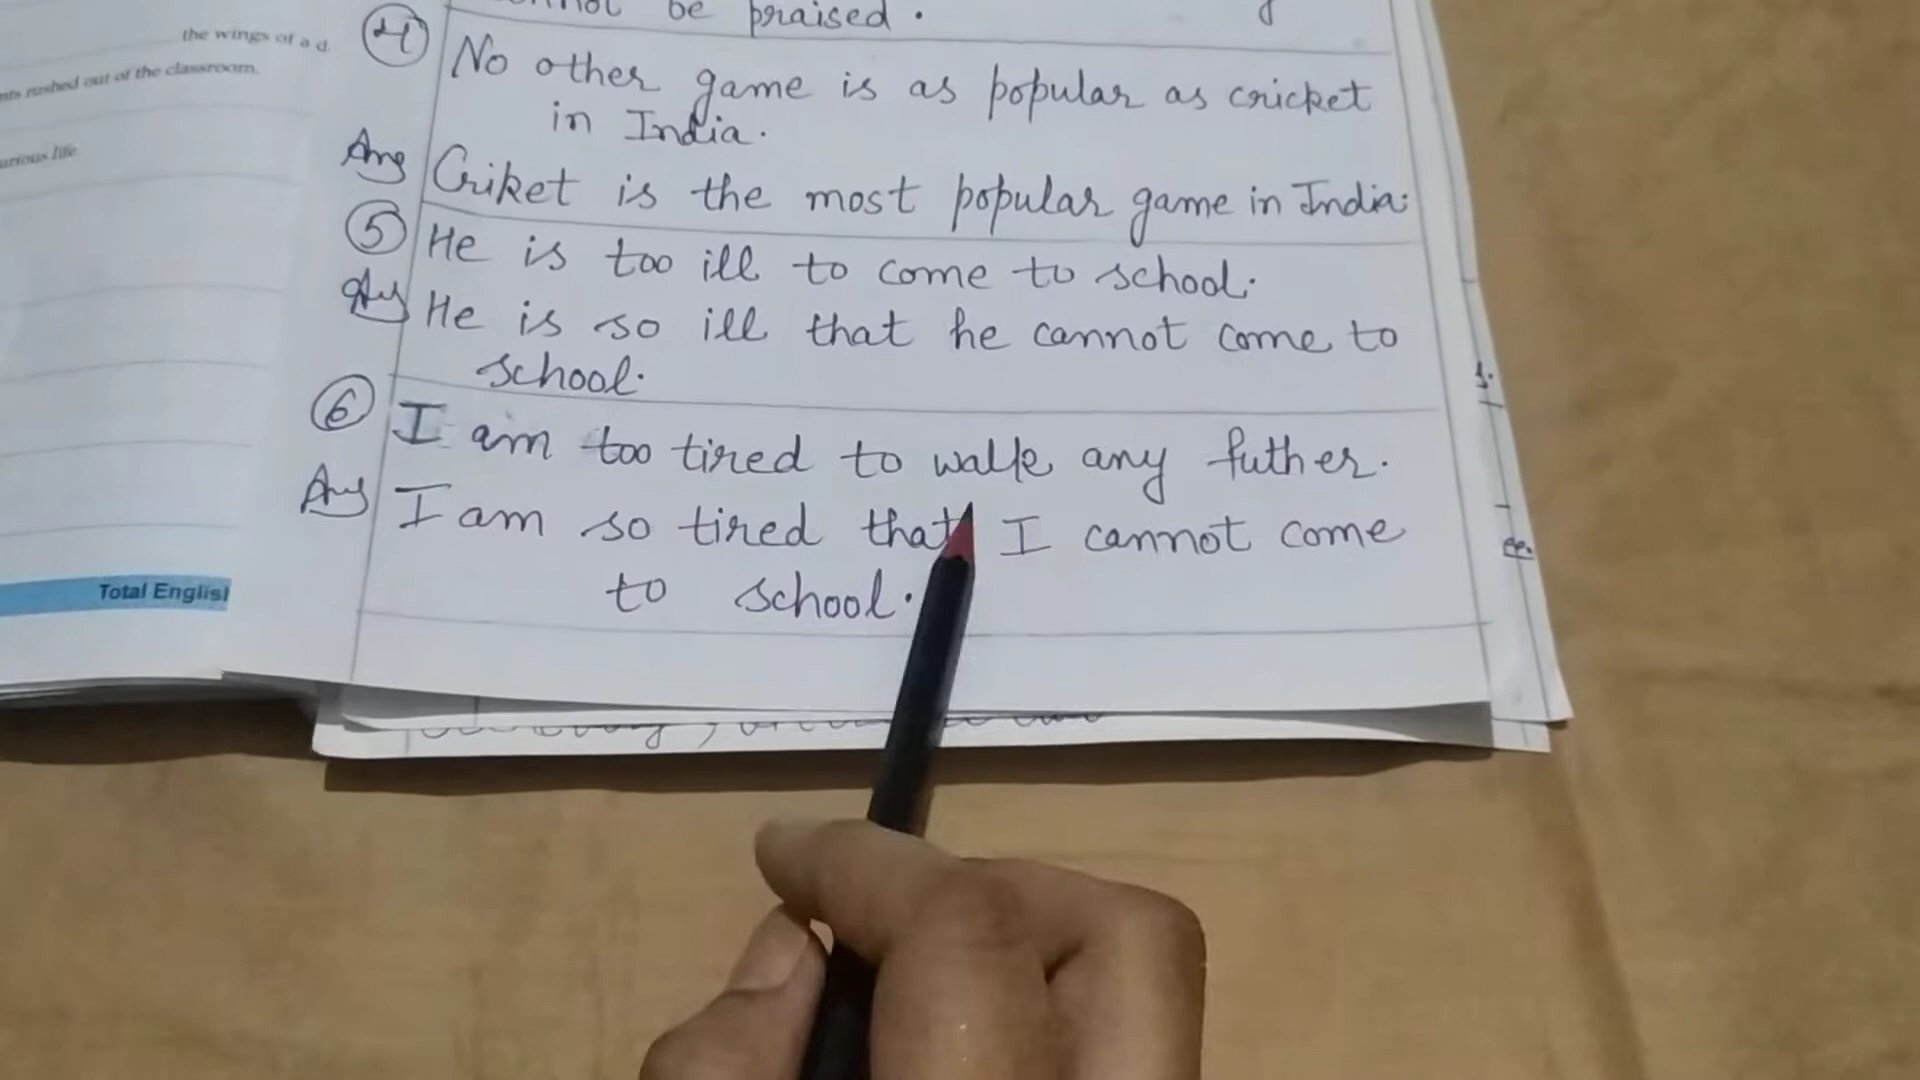 be praised.
the wings of a d
nts rushed out of the classroom.
urious life
④ No other game is as popular as cricket
in India.
Ans Criket is the most popular game in India.
⑤ He is too ill to come to school.
Ans He is so ill that he cannot come to
school.
⑥ I am too tired to walk any futher.
Ans I am so tired that I cannot come
to school.
Total English